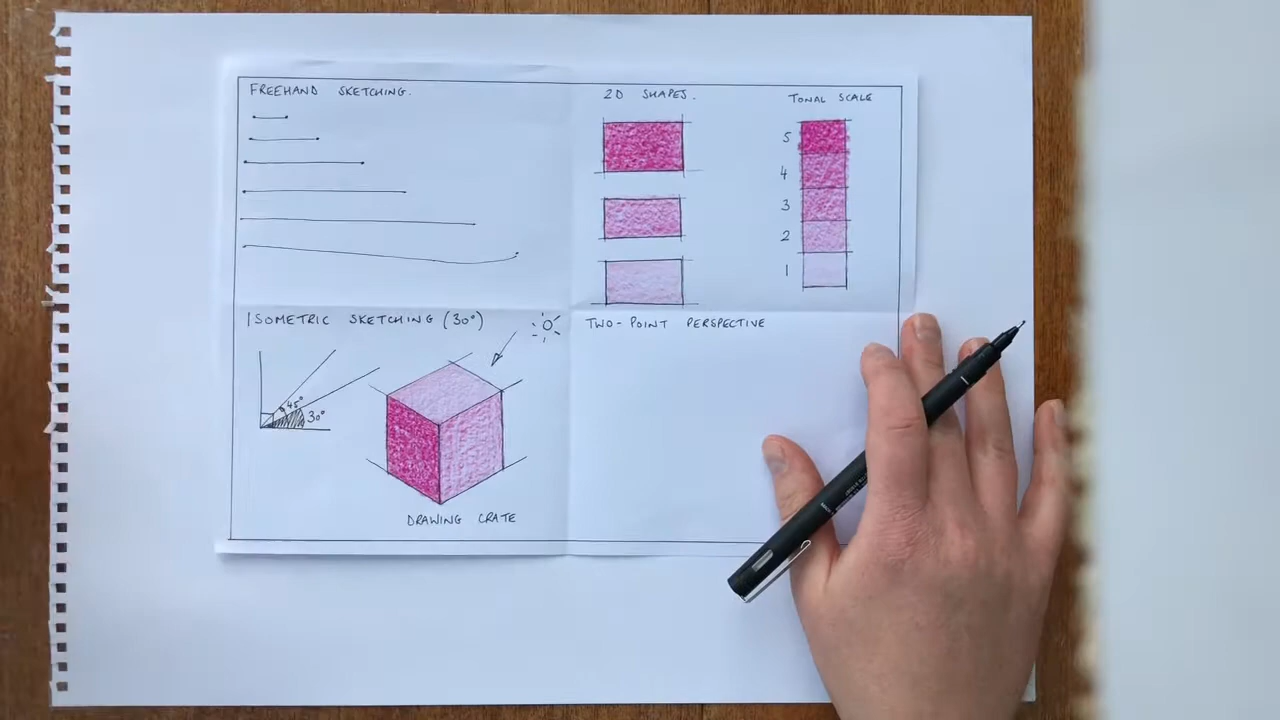 FREEHAND SKETCHING.
2D SHAPES.
TONAL SCALE
5
4
3
2
1
ISOMETRIC SKETCHING (30°)
45°
30°
DRAWING CRATE
TWO-POINT PERSPECTIVE